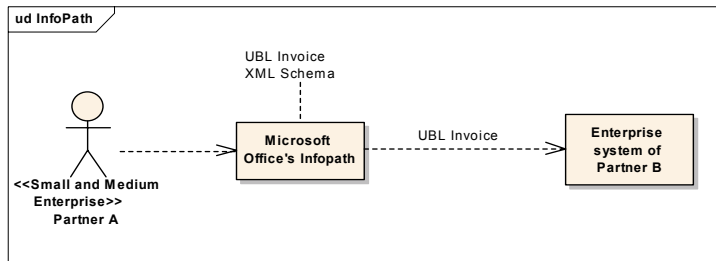 ud InfoPath
UBL Invoice
XML Schema
Microsoft
Office's Infopath
UBL Invoice
Enterprise
system of
Partner B
<<Small and Medium
Enterprise>>
Partner A